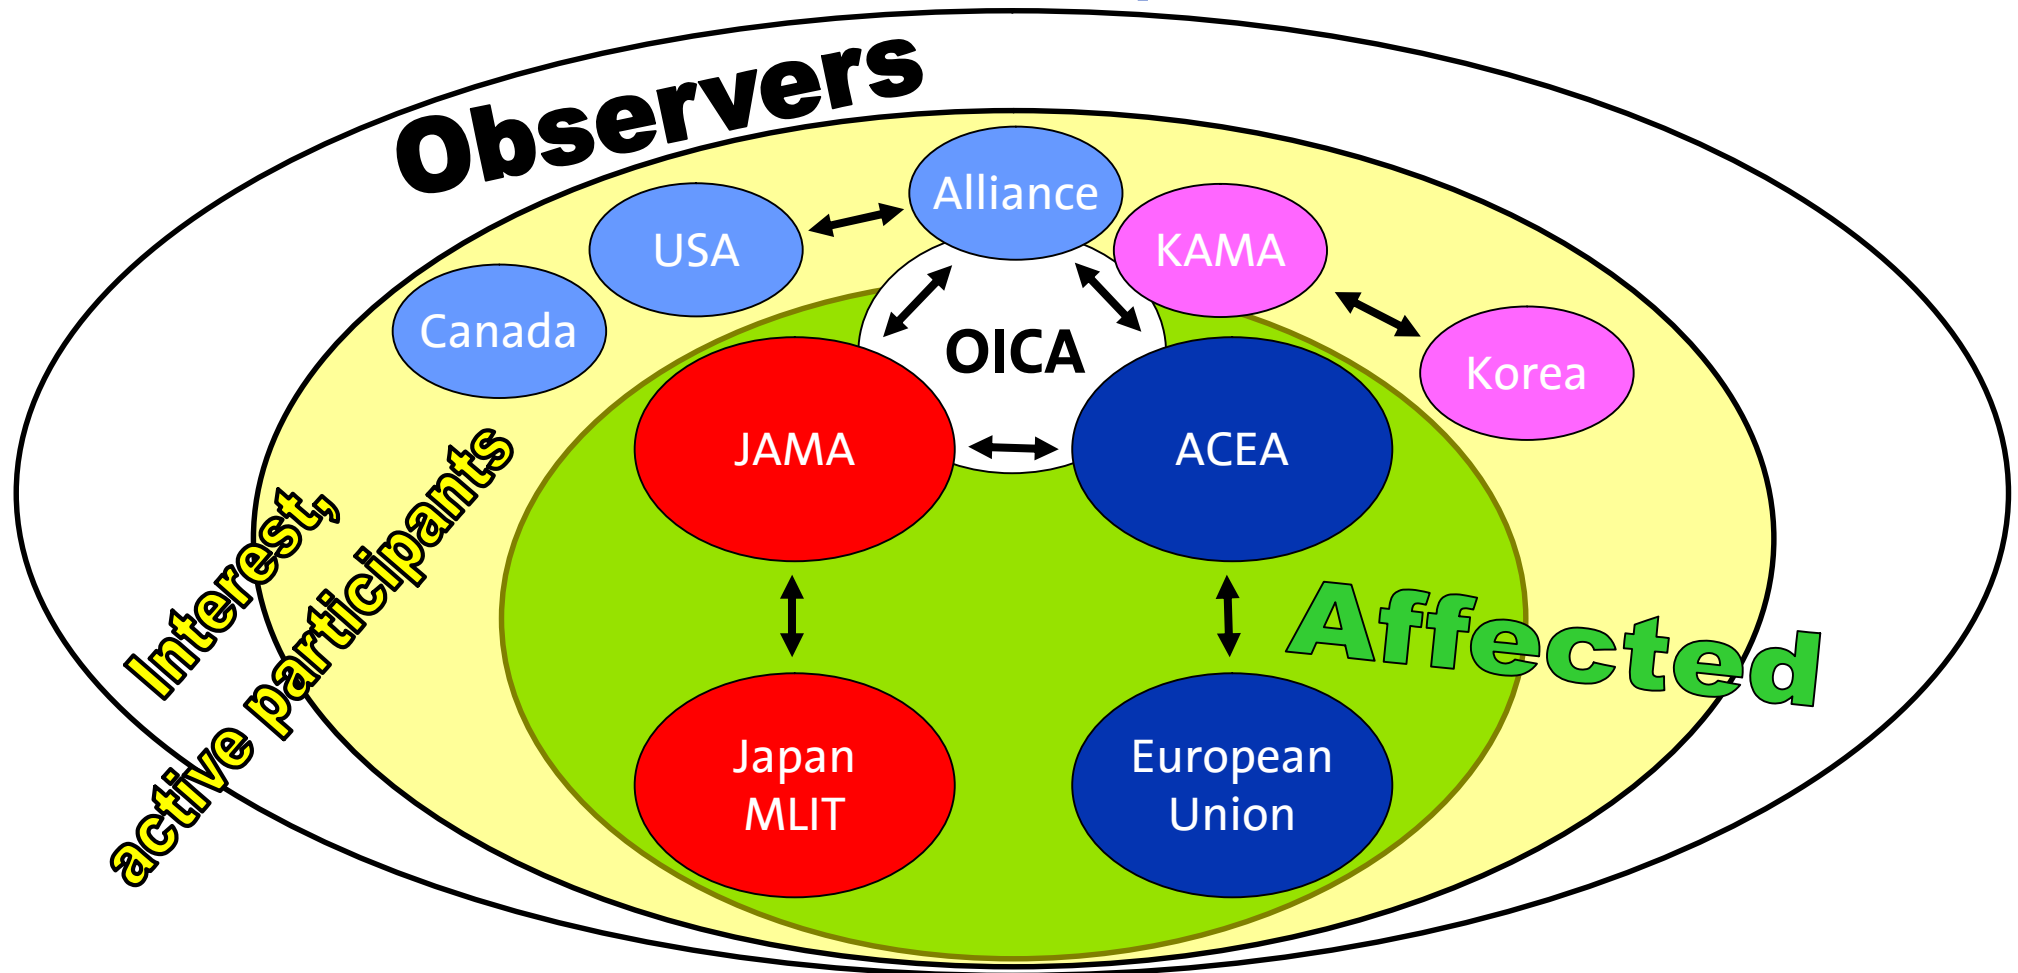 Observers
Alliance
USA
KAMA
Canada
OICA
Korea
JAMA
ACEA
Interest,
active participants
Affected
Japan
MLIT
European
Union